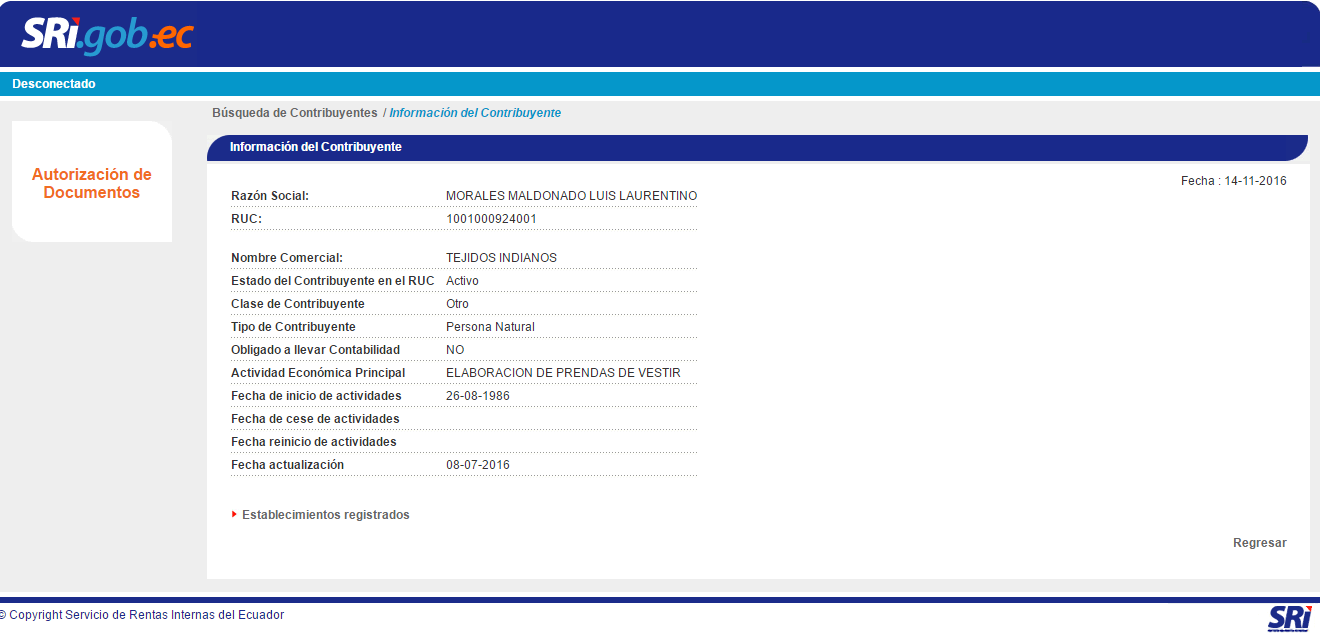 SRi.gob.ec
Desconectado
Búsqueda de Contribuyentes / Información del Contribuyente
Autorización de
Documentos
Información del Contribuyente
Fecha : 14-11-2016
Razón Social: MORALES MALDONADO LUIS LAURENTINO
RUC: 1001000924001
Nombre Comercial: TEJIDOS INDIANOS
Estado del Contribuyente en el RUC Activo
Clase de Contribuyente Otro
Tipo de Contribuyente Persona Natural
Obligado a llevar Contabilidad NO
Actividad Económica Principal ELABORACION DE PRENDAS DE VESTIR
Fecha de inicio de actividades 26-08-1986
Fecha de cese de actividades
Fecha reinicio de actividades
Fecha actualización 08-07-2016
Establecimientos registrados
Regresar
© Copyright Servicio de Rentas Internas del Ecuador
SRi